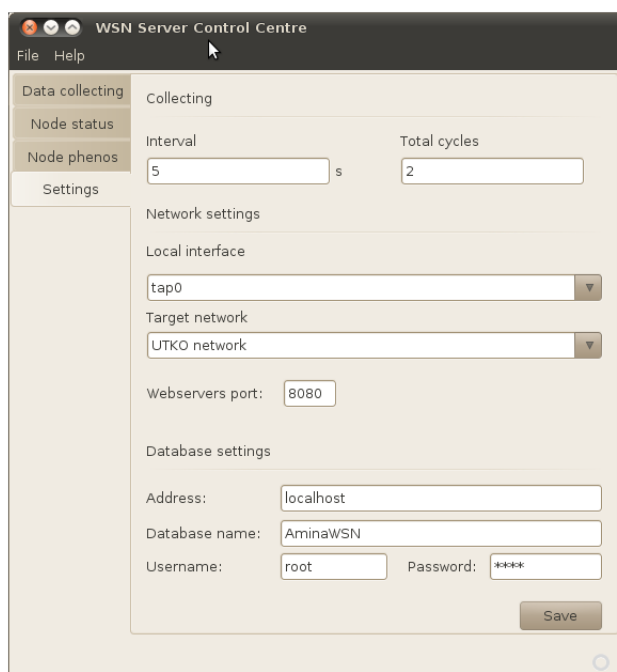 WSN Server Control Centre
File Help
Data collecting
Node status
Node phenos
Settings
Collecting
Interval Total cycles
5 s 2
Network settings
Local interface
tap0
Target network
UTKO network
Webservers port: 8080
Database settings
Address: localhost
Database name: AminaWSN
Username: root Password: ****
Save